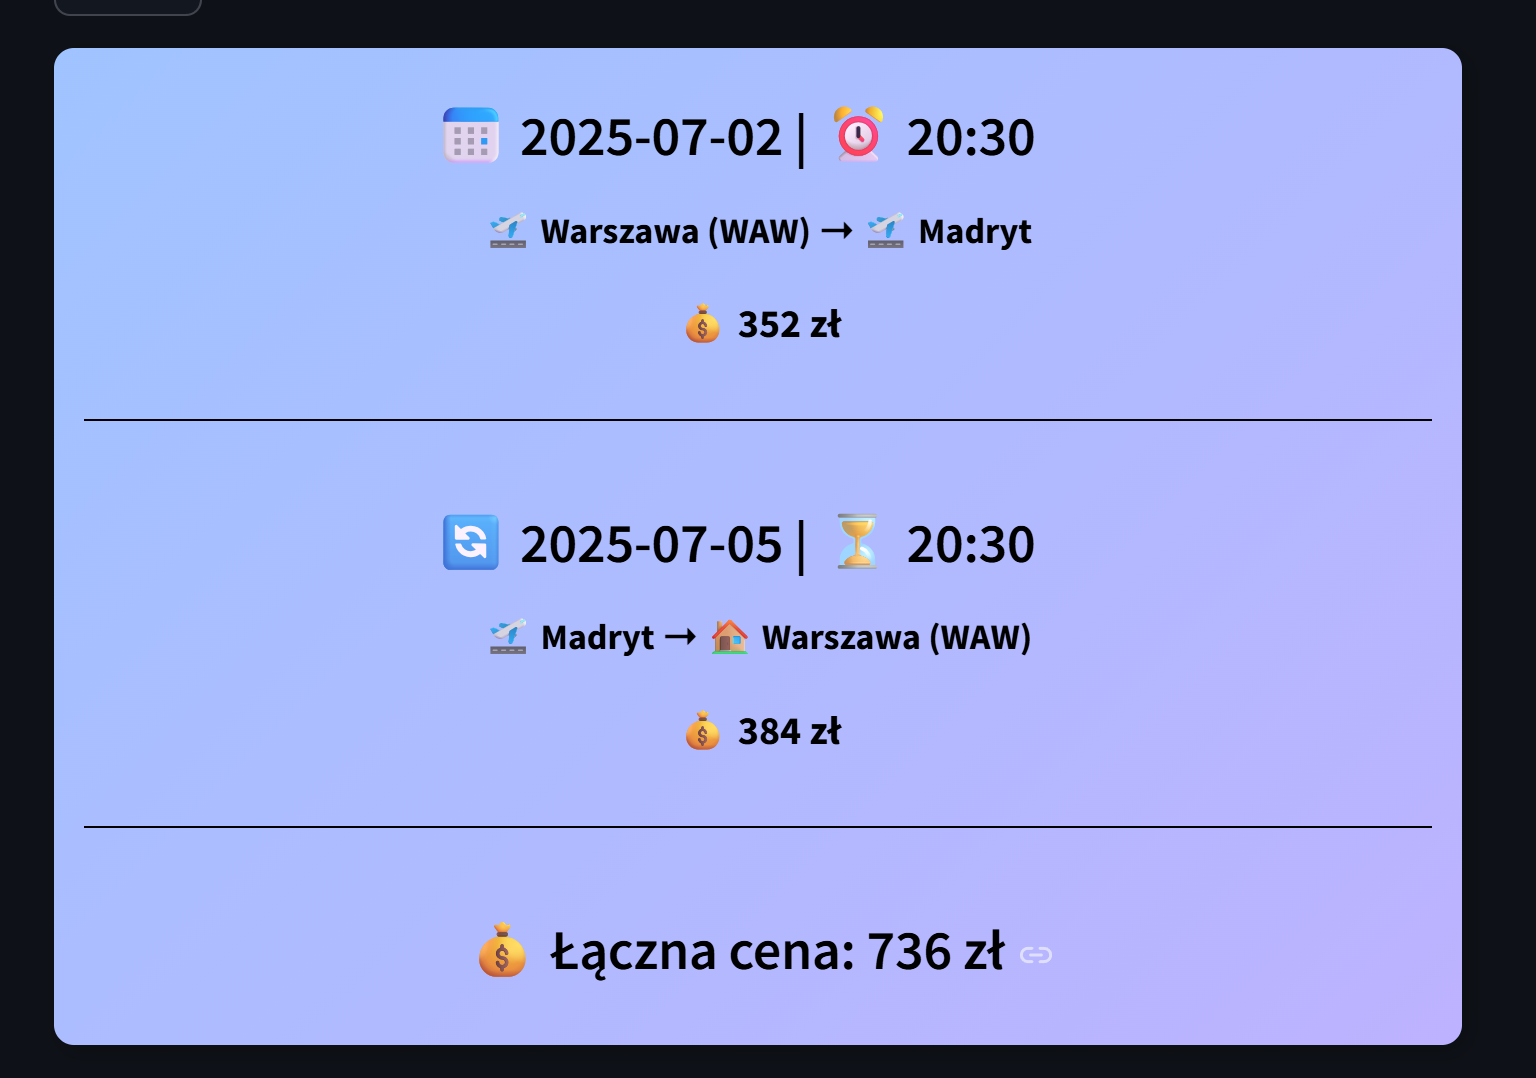 2025-07-02 | 20:30
Warszawa (WAW) → Madryt
352 zł
2025-07-05 | 20:30
Madryt → Warszawa (WAW)
384 zł
Łączna cena: 736 zł